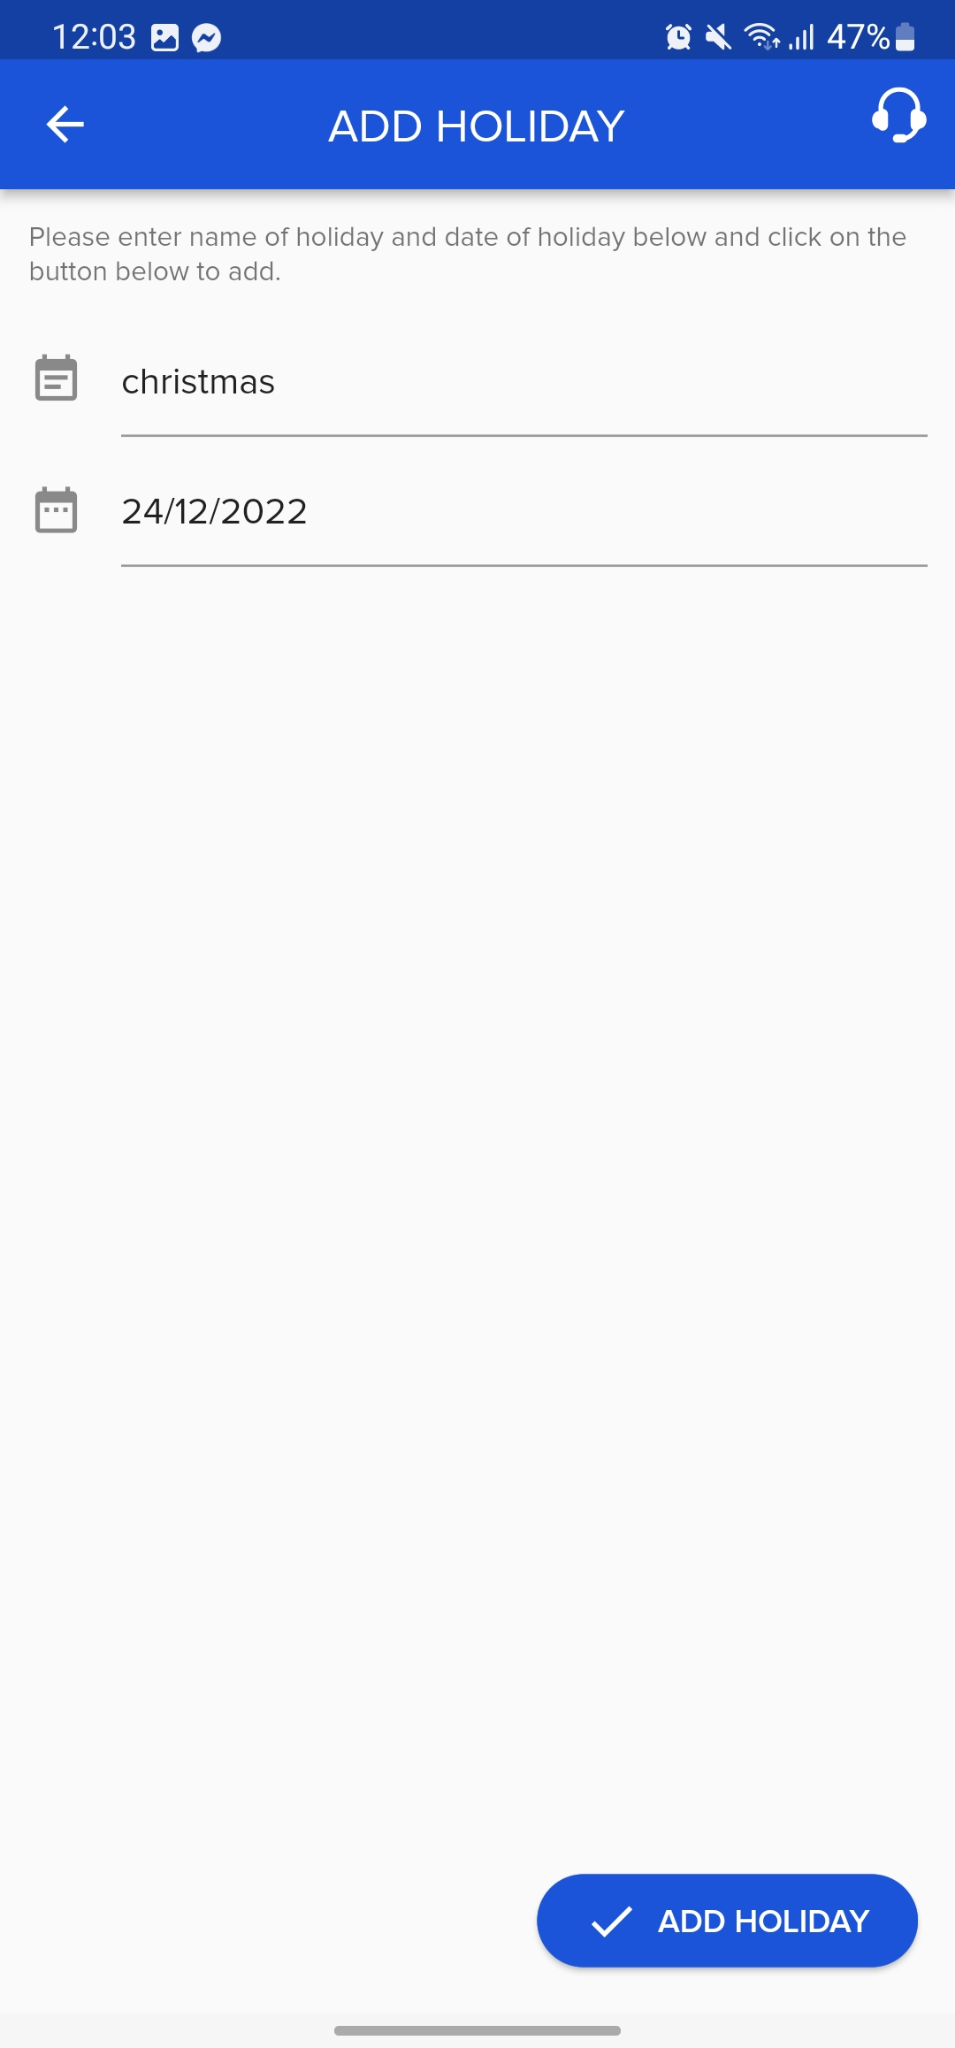 12:03
47%
ADD HOLIDAY
Please enter name of holiday and date of holiday below and click on the
button below to add.
christmas
24/12/2022
ADD HOLIDAY